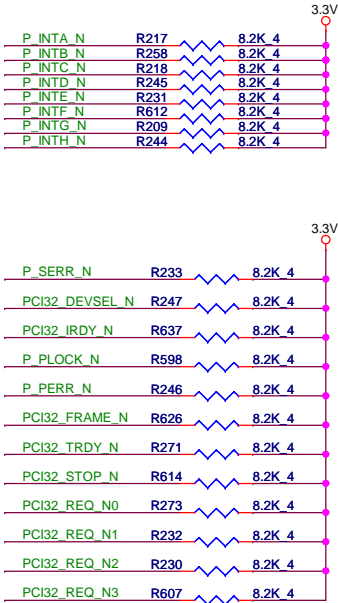 3.3V
P_INTA_N R217 8.2K_4
P_INTB_N R258 8.2K_4
P_INTC_N R218 8.2K_4
P_INTD_N R245 8.2K_4
P_INTE_N R231 8.2K_4
P_INTF_N R612 8.2K_4
P_INTG_N R209 8.2K_4
P_INTH_N R244 8.2K_4
3.3V
P_SERR_N R233 8.2K_4
PCI32_DEVSEL_N R247 8.2K_4
PCI32_IRDY_N R637 8.2K_4
P_PLOCK_N R598 8.2K_4
P_PERR_N R246 8.2K_4
PCI32_FRAME_N R626 8.2K_4
PCI32_TRDY_N R271 8.2K_4
PCI32_STOP_N R614 8.2K_4
PCI32_REQ_N0 R273 8.2K_4
PCI32_REQ_N1 R232 8.2K_4
PCI32_REQ_N2 R230 8.2K_4
PCI32_REQ_N3 R607 8.2K_4